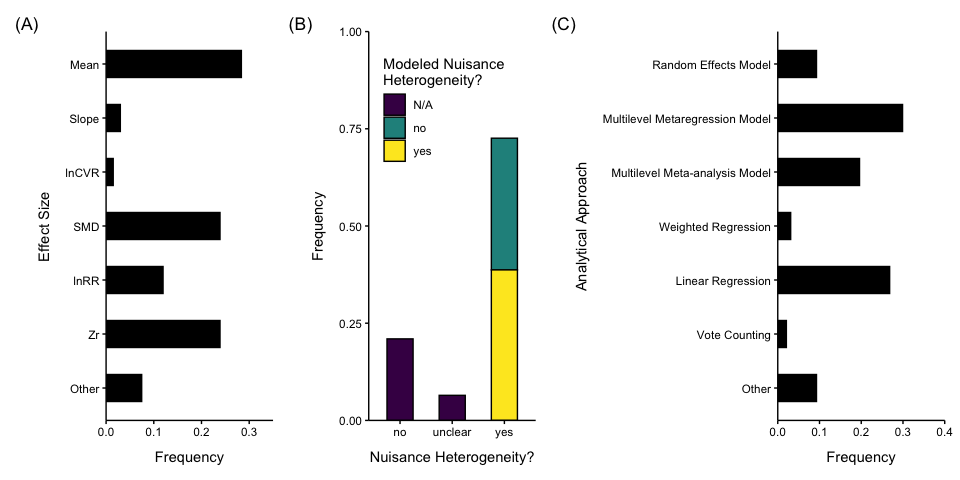 (A)
Mean
Slope
lnCVR
SMD
lnRR
Zr
Other
Effect Size
0.0
0.1
0.2
0.3
Frequency
(B)
1.00
0.75
0.50
0.25
0.00
Frequency
Modeled Nuisance
Heterogeneity?
N/A
no
yes
no
unclear
yes
Nuisance Heterogeneity?
(C)
Random Effects Model
Multilevel Metaregression Model
Multilevel Meta-analysis Model
Weighted Regression
Linear Regression
Vote Counting
Other
Analytical Approach
0.0
0.1
0.2
0.3
0.4
Frequency